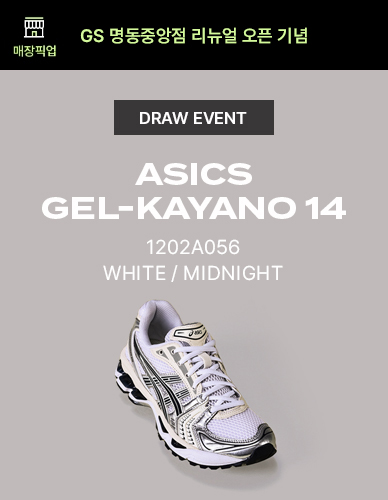 GS 명동중앙점 리뉴얼 오픈 기념
매장픽업
DRAW EVENT
ASICS
GEL-KAYANO 14
1202A056
WHITE / MIDNIGHT